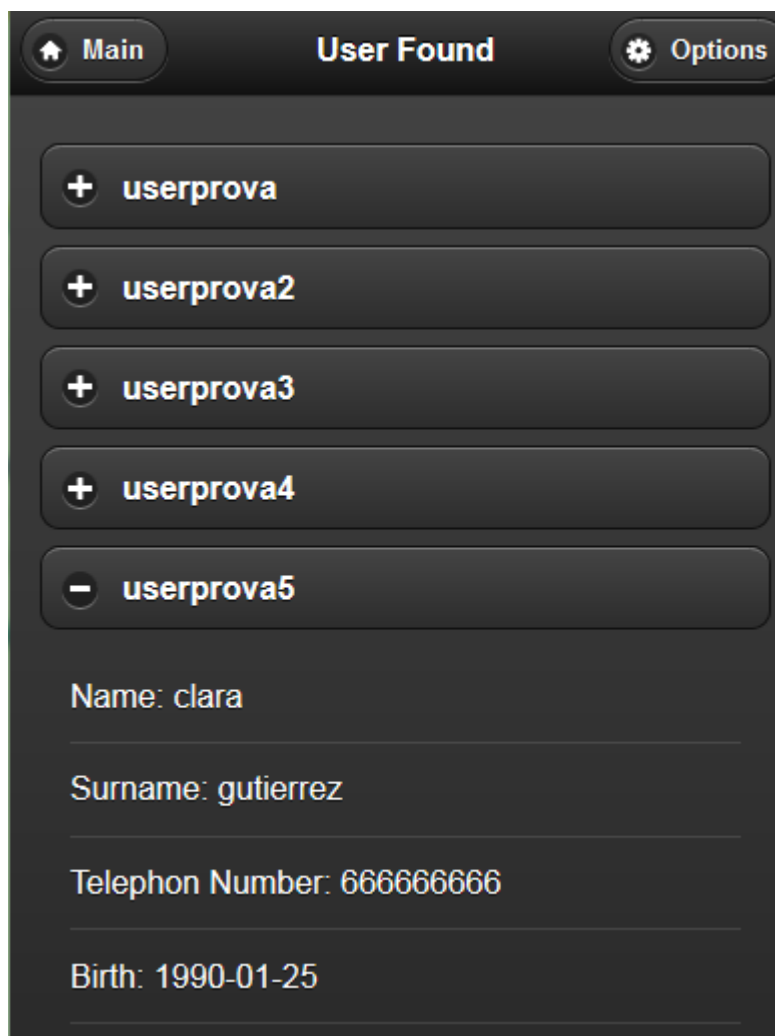 Main
User Found
Options
userprova
userprova2
userprova3
userprova4
userprova5
Name: clara
Surname: gutierrez
Telephon Number: 666666666
Birth: 1990-01-25